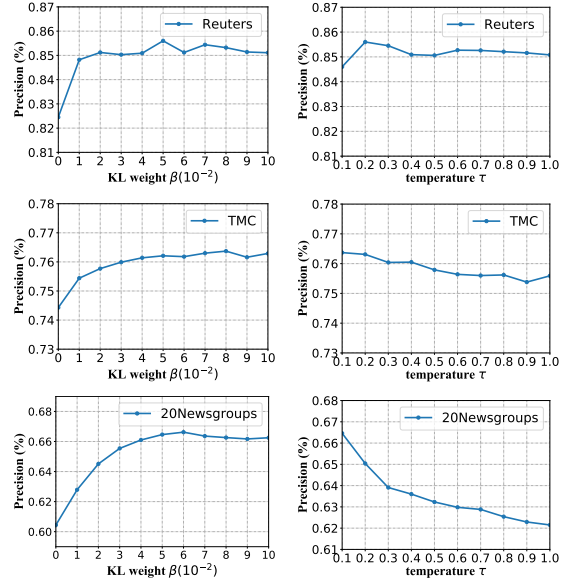 0.87
0.86
0.85
0.84
0.83
0.82
0.81
Precision (%)
Reuters
0 1 2 3 4 5 6 7 8 9 10
KL weight β(10⁻²)
0.87
0.86
0.85
0.84
0.83
0.82
0.81
Precision (%)
Reuters
0.1 0.2 0.3 0.4 0.5 0.6 0.7 0.8 0.9 1.0
temperature τ
0.78
0.77
0.76
0.75
0.74
0.73
Precision (%)
TMC
0 1 2 3 4 5 6 7 8 9 10
KL weight β(10⁻²)
0.78
0.77
0.76
0.75
0.74
0.73
Precision (%)
TMC
0.1 0.2 0.3 0.4 0.5 0.6 0.7 0.8 0.9 1.0
temperature τ
0.68
0.66
0.64
0.62
0.60
Precision (%)
20Newsgroups
0 1 2 3 4 5 6 7 8 9 10
KL weight β(10⁻²)
0.68
0.67
0.66
0.65
0.64
0.63
0.62
0.61
Precision (%)
20Newsgroups
0.1 0.2 0.3 0.4 0.5 0.6 0.7 0.8 0.9 1.0
temperature τ